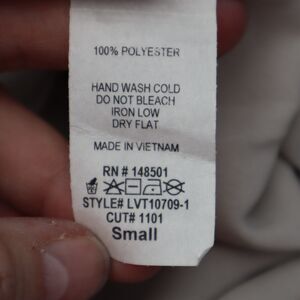 100% POLYESTER
HAND WASH COLD
DO NOT BLEACH
IRON LOW
DRY FLAT
MADE IN VIETNAM
RN # 148501
STYLE# LVT10709-1
CUT# 1101
Small